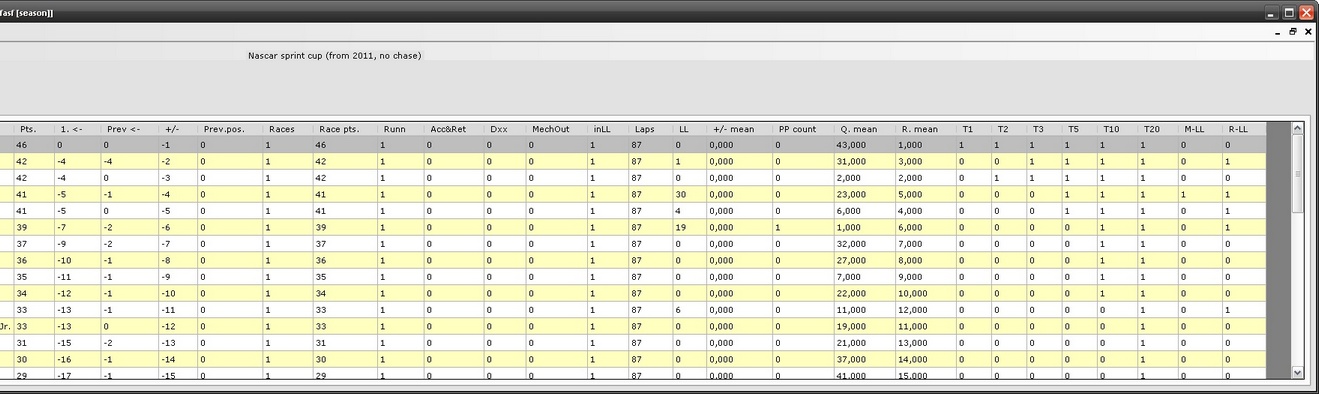 fasf [season]]
Nascar sprint cup (from 2011, no chase)
Pts. 1. <- Prev <- +/- Prev.pos. Races Race pts. Runn Acc&Ret Dxx MechOut inLL Laps LL +/- mean PP count Q. mean R. mean T1 T2 T3 T5 T10 T20 M-LL R-LL
46 0 0 -1 0 1 46 1 0 0 0 1 87 0 0,000 0 43,000 1,000 1 1 1 1 1 1 0 0
42 -4 -4 -2 0 1 42 1 0 0 0 1 87 1 0,000 0 31,000 3,000 0 0 1 1 1 1 0 1
42 -4 0 -3 0 1 42 1 0 0 0 1 87 0 0,000 0 2,000 2,000 0 1 1 1 1 1 0 0
41 -5 -1 -4 0 1 41 1 0 0 0 1 87 30 0,000 0 23,000 5,000 0 0 0 1 1 1 1 1
41 -5 0 -5 0 1 41 1 0 0 0 1 87 4 0,000 0 6,000 4,000 0 0 0 1 1 1 0 1
39 -7 -2 -6 0 1 39 1 0 0 0 1 87 19 0,000 1 1,000 6,000 0 0 0 0 1 1 0 1
37 -9 -2 -7 0 1 37 1 0 0 0 1 87 0 0,000 0 32,000 7,000 0 0 0 0 1 1 0 0
36 -10 -1 -8 0 1 36 1 0 0 0 1 87 0 0,000 0 27,000 8,000 0 0 0 0 1 1 0 0
35 -11 -1 -9 0 1 35 1 0 0 0 1 87 0 0,000 0 7,000 9,000 0 0 0 0 1 1 0 0
34 -12 -1 -10 0 1 34 1 0 0 0 1 87 0 0,000 0 22,000 10,000 0 0 0 0 1 1 0 0
33 -13 -1 -11 0 1 33 1 0 0 0 1 87 6 0,000 0 11,000 12,000 0 0 0 0 0 1 0 1
Jr. 33 -13 0 -12 0 1 33 1 0 0 0 1 87 0 0,000 0 19,000 11,000 0 0 0 0 0 1 0 0
31 -15 -2 -13 0 1 31 1 0 0 0 1 87 0 0,000 0 21,000 13,000 0 0 0 0 0 1 0 0
30 -16 -1 -14 0 1 30 1 0 0 0 1 87 0 0,000 0 37,000 14,000 0 0 0 0 0 1 0 0
29 -17 -1 -15 0 1 29 1 0 0 0 1 87 0 0,000 0 41,000 15,000 0 0 0 0 0 1 0 0